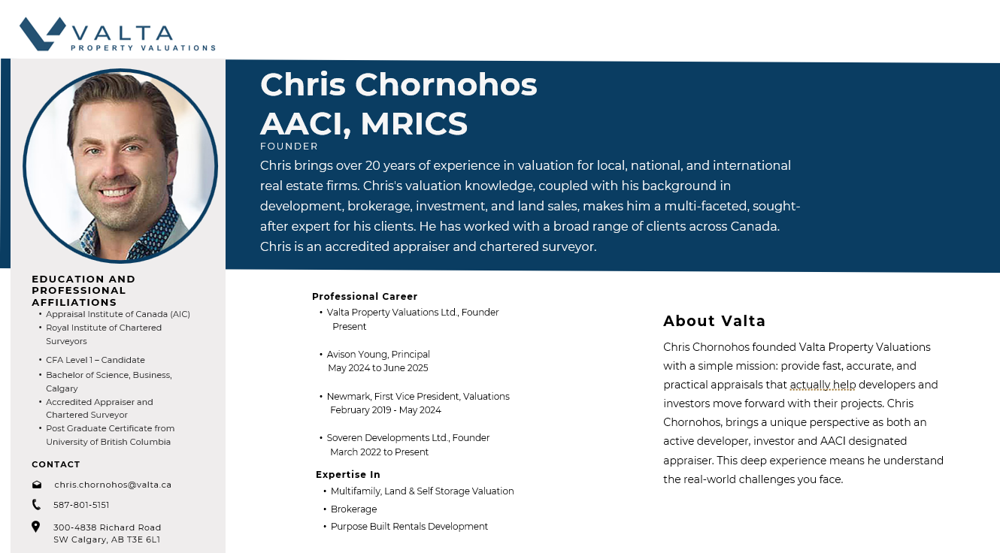 VALTA
PROPERTY VALUATIONS
Chris Chornohos
AACI, MRICS
FOUNDER
Chris brings over 20 years of experience in valuation for local, national, and international
real estate firms. Chris's valuation knowledge, coupled with his background in
development, brokerage, investment, and land sales, makes him a multi-faceted, sought-
after expert for his clients. He has worked with a broad range of clients across Canada.
Chris is an accredited appraiser and chartered surveyor.
EDUCATION AND
PROFESSIONAL
AFFILIATIONS
• Appraisal Institute of Canada (AIC)
• Royal Institute of Chartered
Surveyors
• CFA Level 1 – Candidate
• Bachelor of Science, Business,
Calgary
• Accredited Appraiser and
Chartered Surveyor
• Post Graduate Certificate from
University of British Columbia
CONTACT
chris.chornohos@valta.ca
587-801-5151
300-4838 Richard Road
SW Calgary, AB T3E 6L1
Professional Career
• Valta Property Valuations Ltd., Founder
Present
• Avison Young, Principal
May 2024 to June 2025
• Newmark, First Vice President, Valuations
February 2019 - May 2024
• Soveren Developments Ltd., Founder
March 2022 to Present
Expertise In
• Multifamily, Land & Self Storage Valuation
• Brokerage
• Purpose Built Rentals Development
About Valta
Chris Chornohos founded Valta Property Valuations
with a simple mission: provide fast, accurate, and
practical appraisals that actually help developers and
investors move forward with their projects. Chris
Chornohos, brings a unique perspective as both an
active developer, investor and AACI designated
appraiser. This deep experience means he understand
the real-world challenges you face.